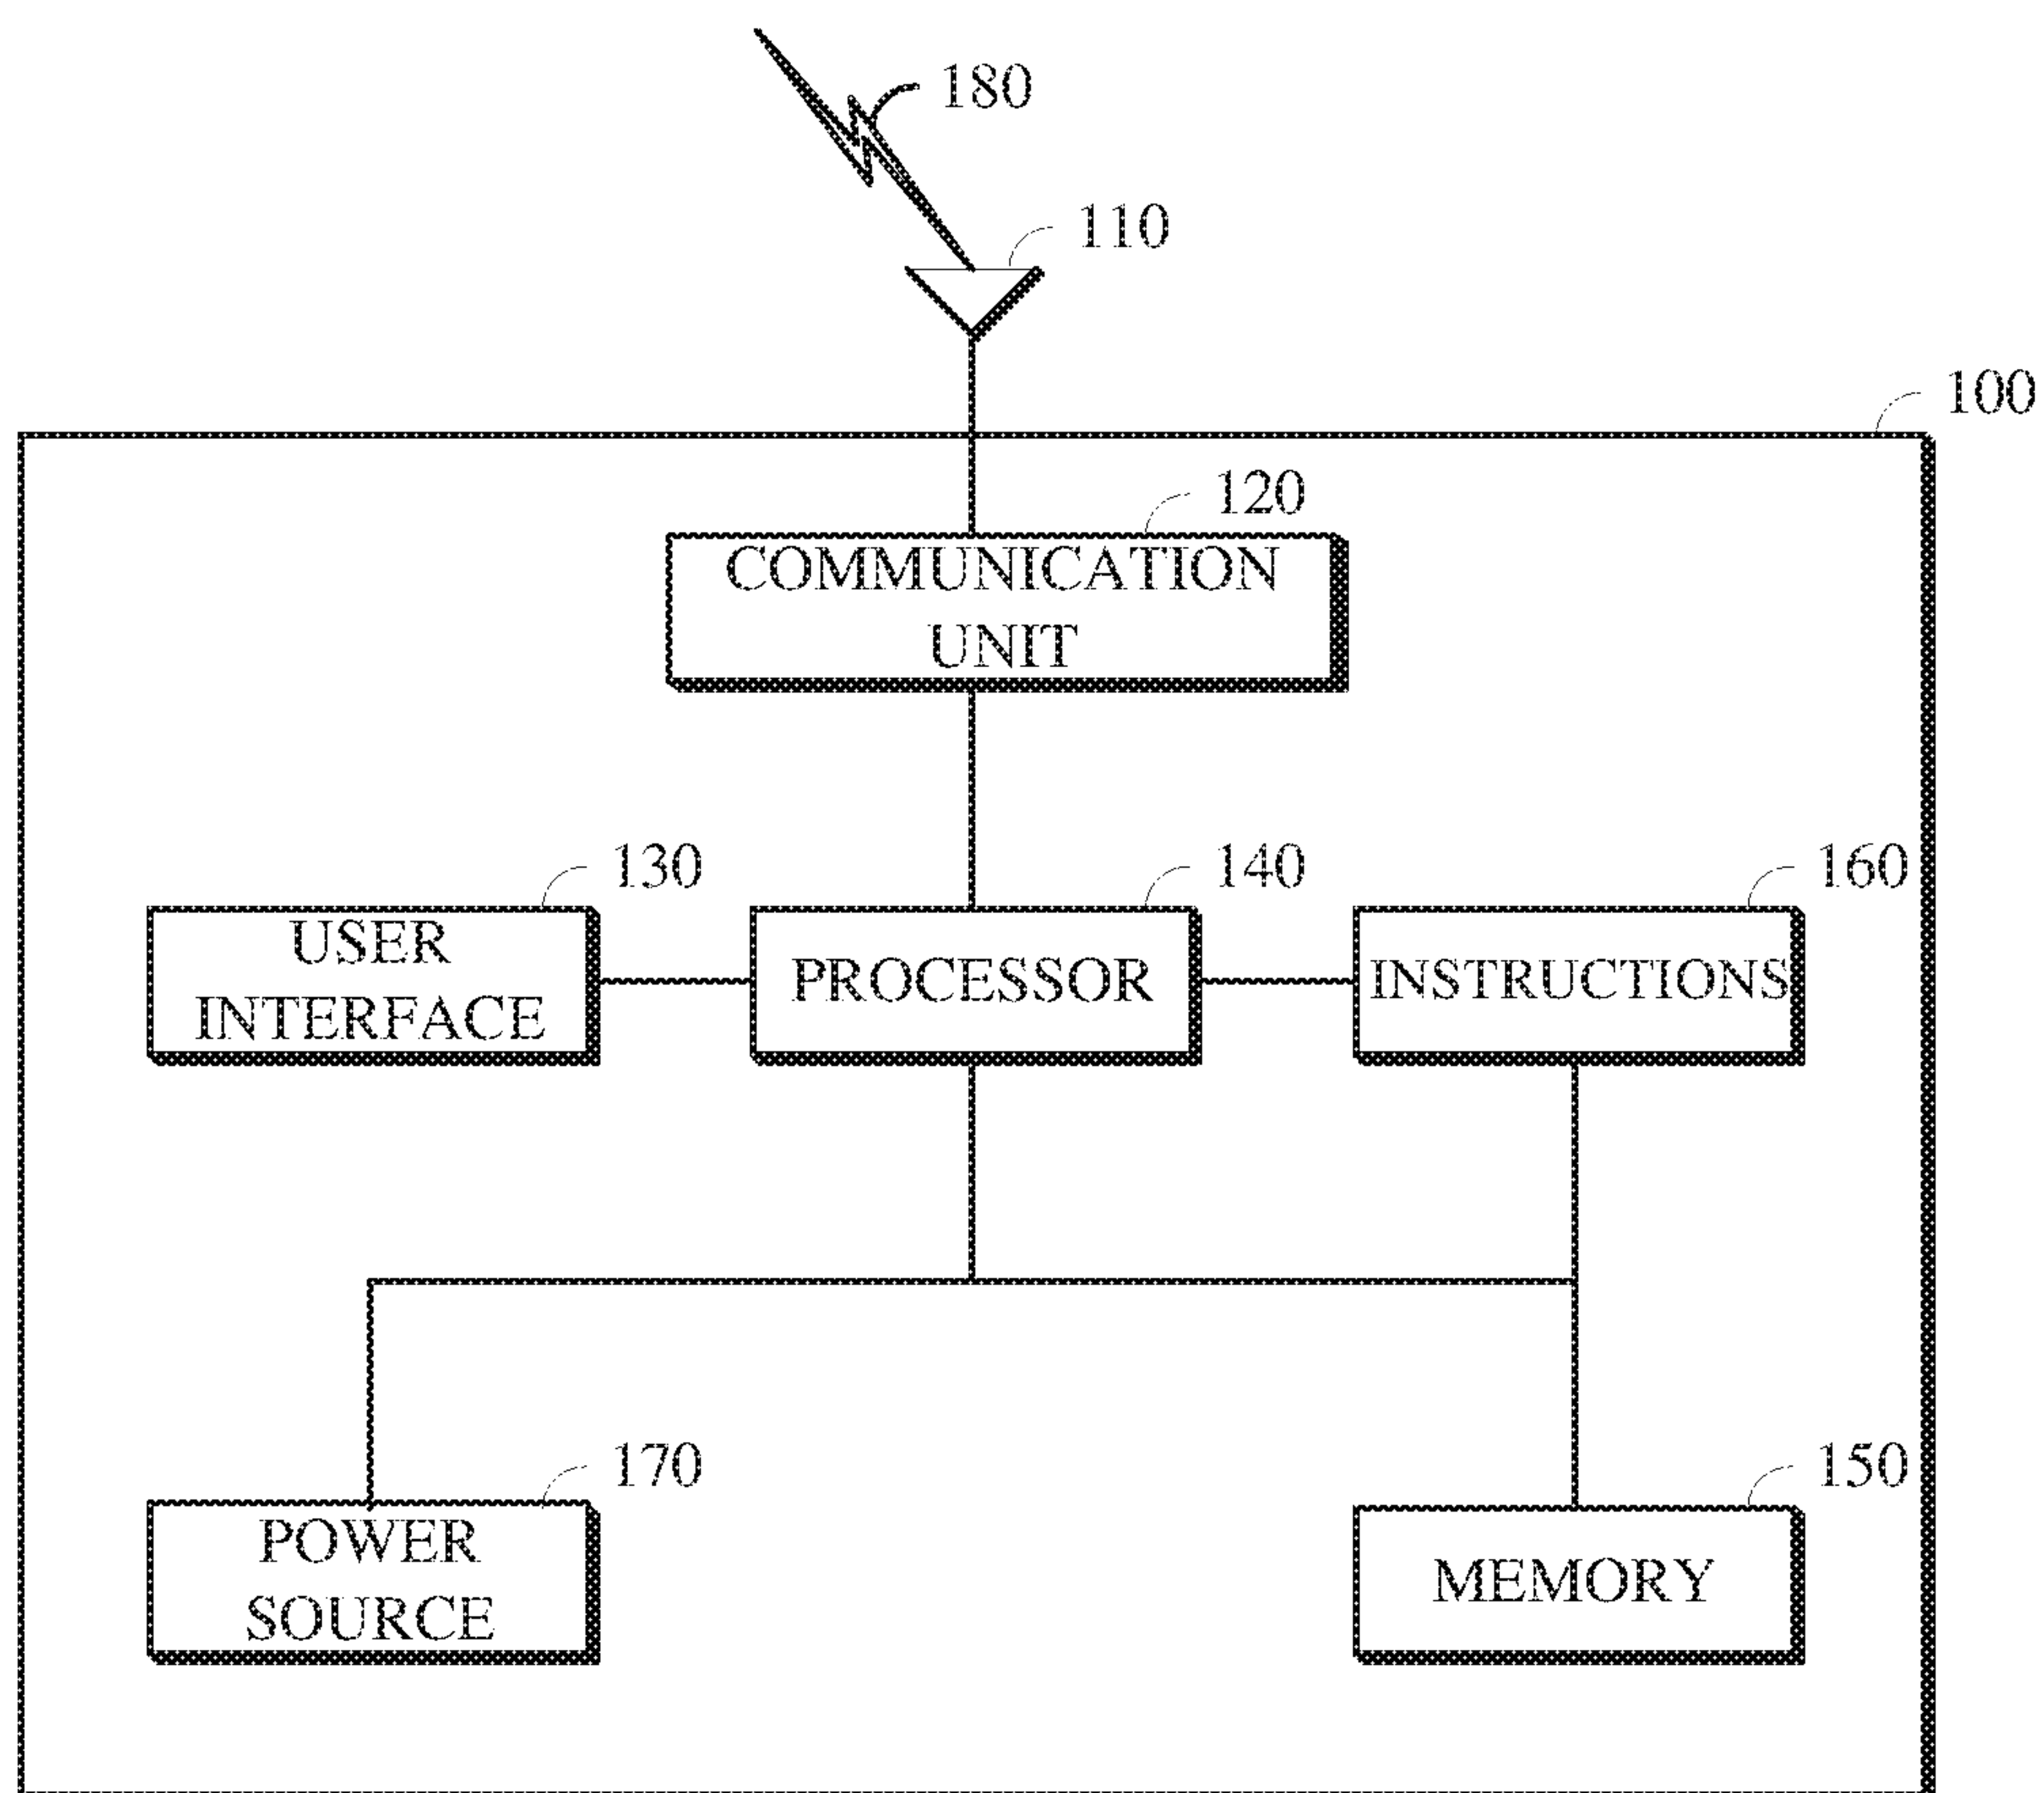 180
110
100
120
COMMUNICATION
UNIT
130
140
160
USER
INTERFACE
PROCESSOR
INSTRUCTIONS
170
150
POWER
SOURCE
MEMORY